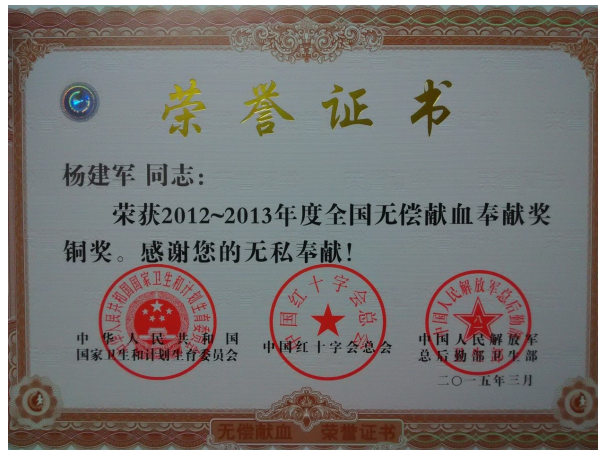 荣誉证书
杨建军 同志：
荣获2012~2013年度全国无偿献血奉献奖
铜奖。感谢您的无私奉献！
中华人民共和国国家卫生和计划生育委员会
中国红十字会总会
中国人民解放军总后勤部
八一
中华人民共和国 中国人民解放军
国家卫生和计划生育委员会 中国红十字会总会 总后勤部卫生部
二〇一五年三月
无偿献血 荣誉证书